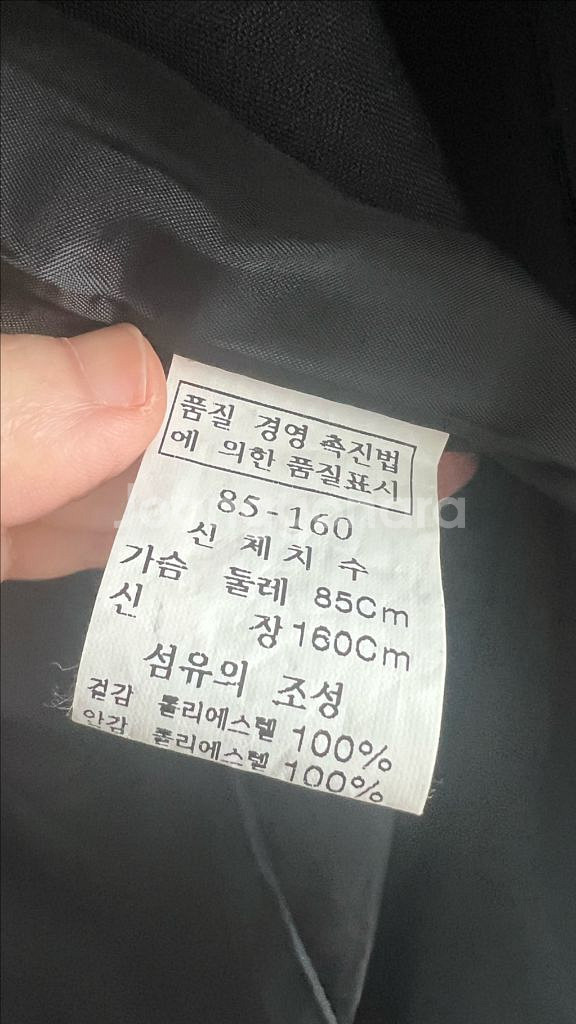 품질 경영 촉진법
에 의한 품질표시
85-160
신 체 치 수
가슴 둘레 85Cm
신 장 160Cm
섬유의 조성
겉감 폴리에스텔 100%
안감 폴리에스텔 100%